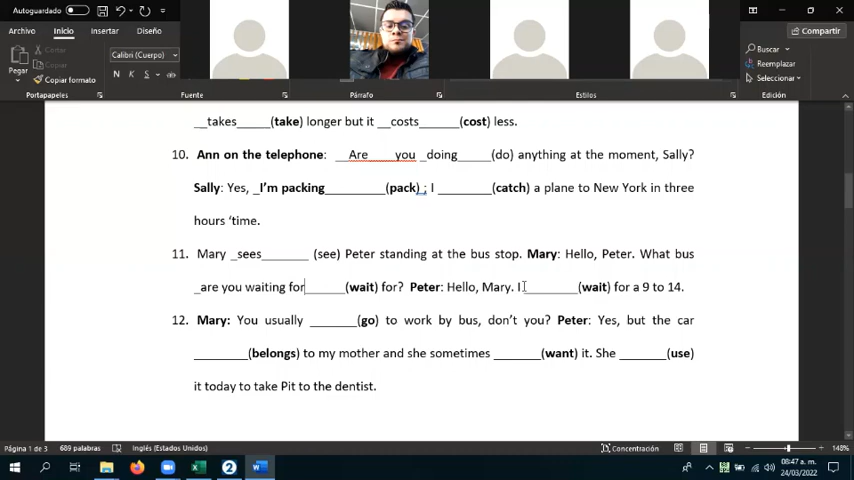 Autoguardado
Archivo Inicio Insertar Diseño
Compartir
Pegar
Cortar
Copiar
Copiar formato
Calibri (Cuerpo)
N K S
Buscar
Reemplazar
Seleccionar
Portapapeles Fuente Párrafo Estilos Edición
__takes_____(take) longer but it __costs______(cost) less.
10. Ann on the telephone: __Are____you _doing_____(do) anything at the moment, Sally?
Sally: Yes, _I’m packing_________(pack) ; I ________(catch) a plane to New York in three
hours ‘time.
11. Mary _sees_______ (see) Peter standing at the bus stop. Mary: Hello, Peter. What bus
_are you waiting for______(wait) for? Peter: Hello, Mary. I ________(wait) for a 9 to 14.
12. Mary: You usually _______(go) to work by bus, don’t you? Peter: Yes, but the car
________(belongs) to my mother and she sometimes _______(want) it. She _______(use)
it today to take Pit to the dentist.
Página 1 de 3 689 palabras Inglés (Estados Unidos) Concentración 148%
08:47 a. m.
24/03/2022